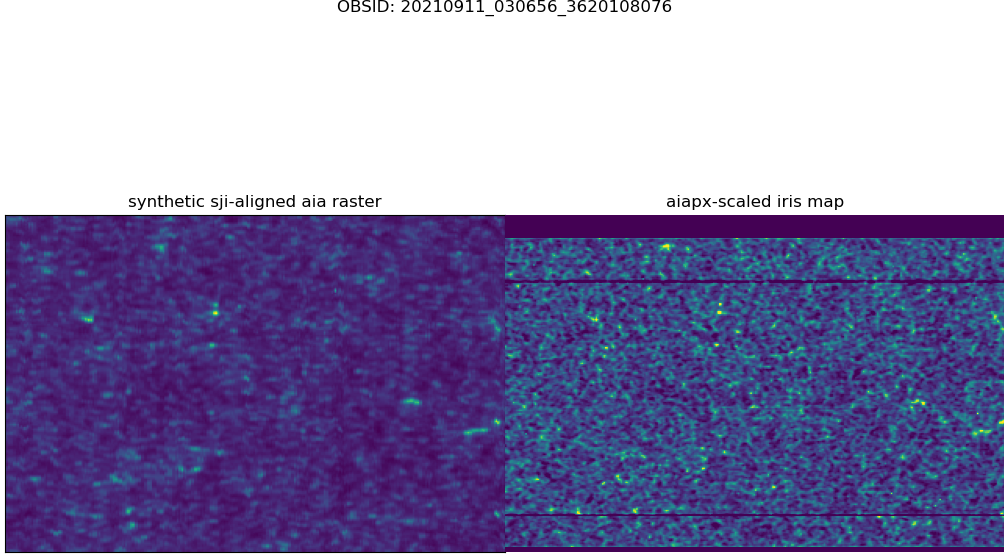 OBSID: 20210911_030656_3620108076
synthetic sji-aligned aia raster
aiapx-scaled iris map